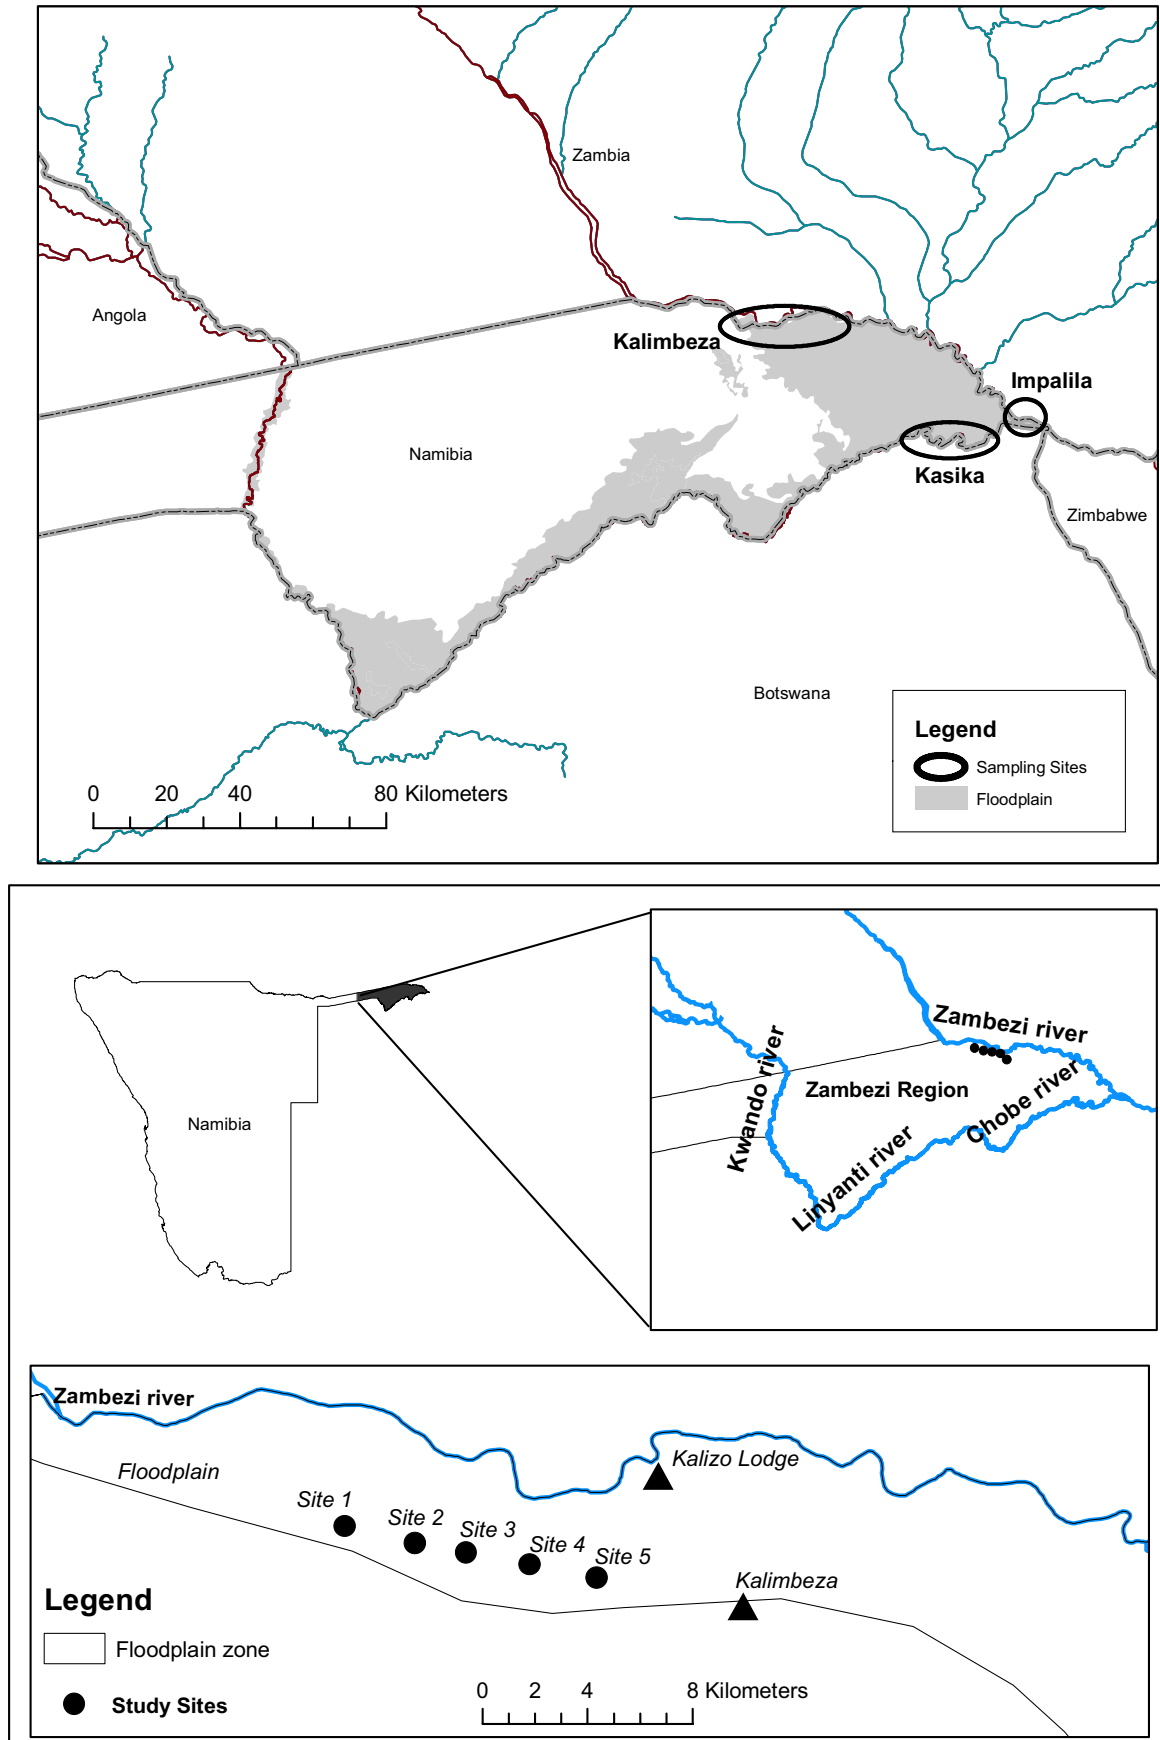 Zambia
Angola
Kalimbeza
Impalila
Namibia
Kasika
Zimbabwe
Botswana
Legend
Sampling Sites
Floodplain
0 20 40 80 Kilometers
Namibia
Zambezi river
Kwando river
Zambezi Region
Chobe river
Linyanti river
Zambezi river
Floodplain
Kalizo Lodge
Site 1
Site 2
Site 3
Site 4
Site 5
Kalimbeza
Legend
Floodplain zone
Study Sites
0 2 4 8 Kilometers